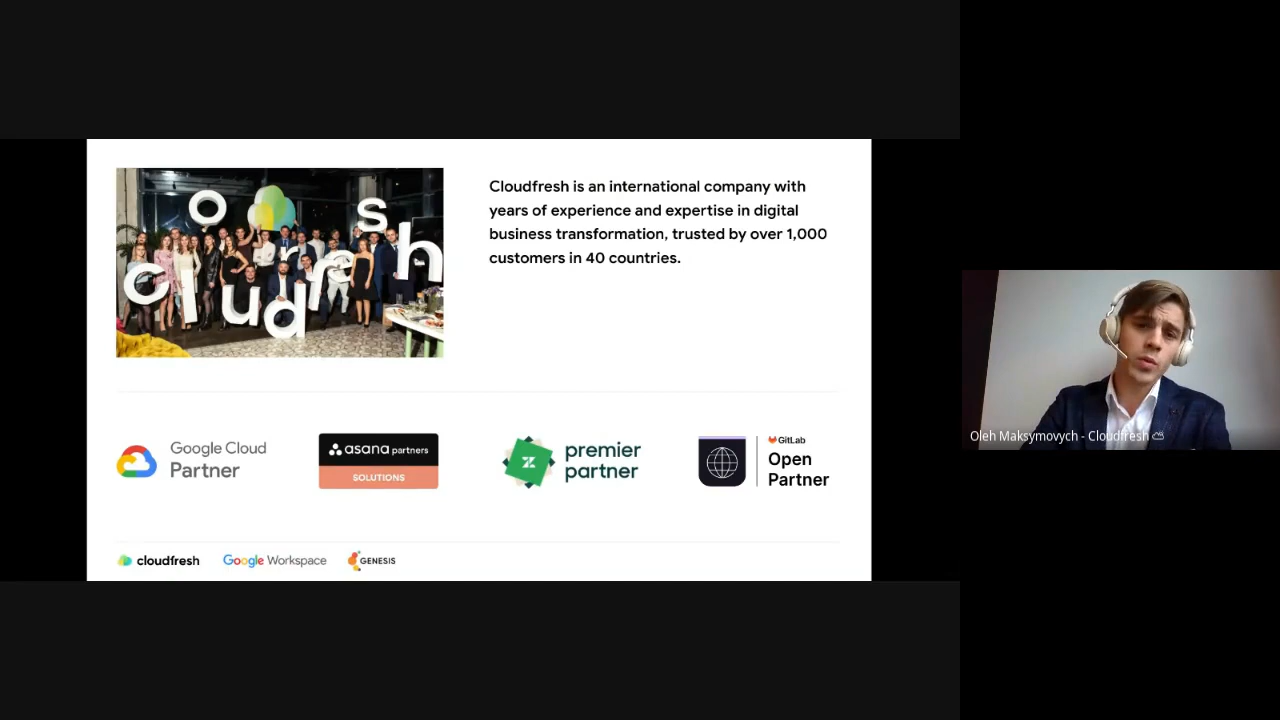 Cloudfresh is an international company with
years of experience and expertise in digital
business transformation, trusted by over 1,000
customers in 40 countries.
o
s
cl udfresh
Google Cloud
Partner
asana partners
SOLUTIONS
premier
partner
GitLab
Open
Partner
cloudfresh
Google Workspace
GENESIS
Oleh Maksymovych - Cloudfresh